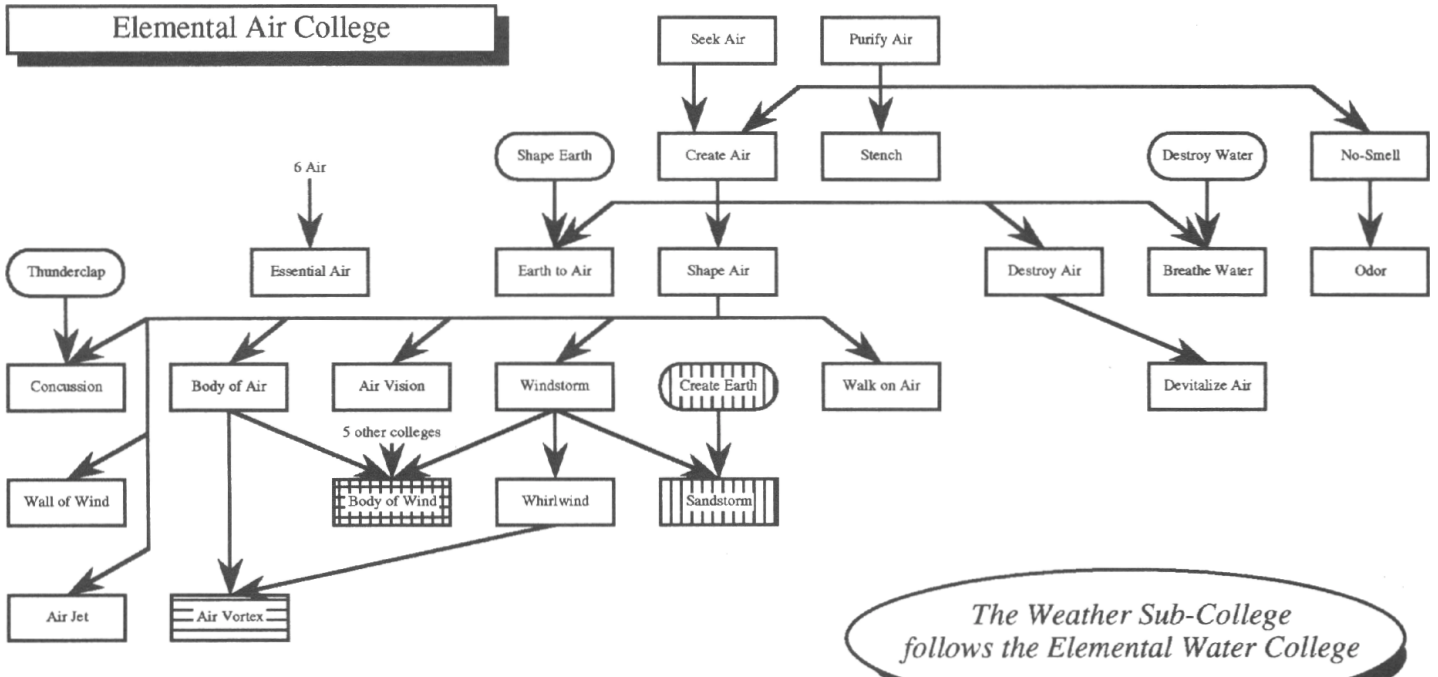 Elemental Air College
Seek Air
Purify Air
Shape Earth
Create Air
Stench
Destroy Water
No-Smell
6 Air
Thunderclap
Essential Air
Earth to Air
Shape Air
Destroy Air
Breathe Water
Odor
Concussion
Body of Air
Air Vision
Windstorm
Create Earth
Walk on Air
Devitalize Air
5 other colleges
Wall of Wind
Body of Wind
Whirlwind
Sandstorm
Air Jet
Air Vortex
The Weather Sub-College
follows the Elemental Water College